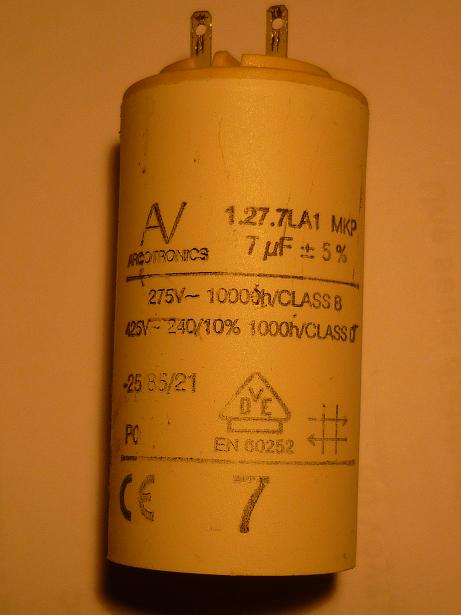 AV
ARCOTRONICS
1.27.7LA1 MKP
7 µF ± 5 %
275V~ 10000h/CLASS B
425V~ 240/10% 1000h/CLASS D
-25 85/21
P0
DVE
EN 60252
CE
7